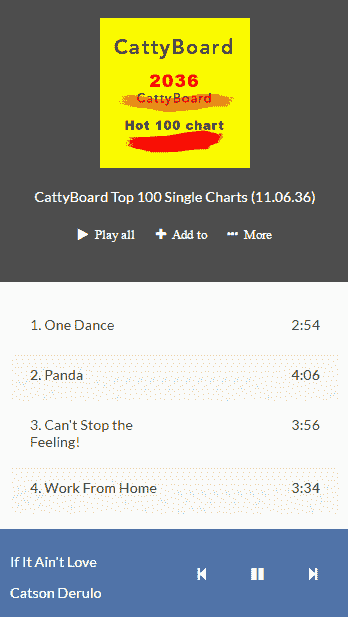 CattyBoard
2036
CattyBoard
Hot 100 chart
CattyBoard Top 100 Single Charts (11.06.36)
Play all Add to More
1. One Dance 2:54
2. Panda 4:06
3. Can't Stop the 3:56
Feeling!
4. Work From Home 3:34
If It Ain't Love
Catson Derulo